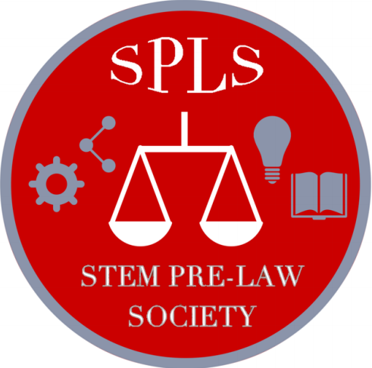 SPLS
STEM PRE-LAW
SOCIETY